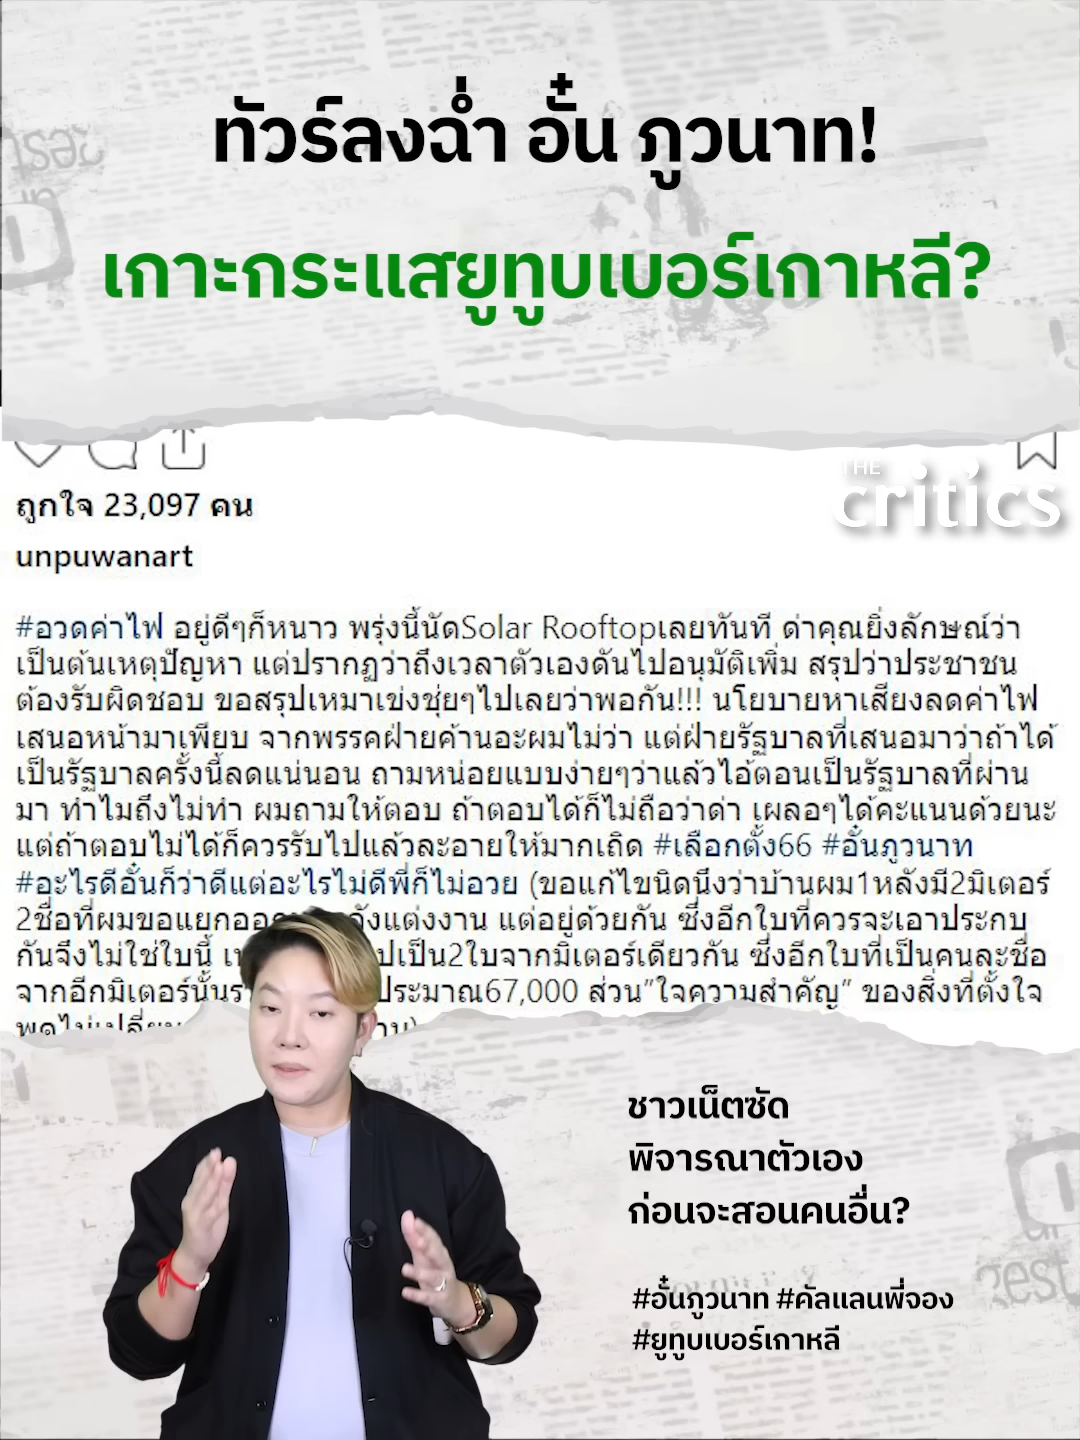 ทัวร์ลงฉ่ำ อั๋น ภูวนาท!
เกาะกระแสยูทูบเบอร์เกาหลี?
THE
critics
ถูกใจ 23,097 คน
unpuwanart
#อวดค่าไฟ อยู่ดีๆก็หนาว พรุ่งนี้นัดSolar Rooftopเลยทันที ด่าคุณยิ่งลักษณ์ว่า
เป็นต้นเหตุปัญหา แต่ปรากฏว่าถึงเวลาตัวเองดันไปอนุมัติเพิ่ม สรุปว่าประชาชน
ต้องรับผิดชอบ ขอสรุปเหมาเข่งชุ่ยๆไปเลยว่าพอกัน!!! นโยบายหาเสียงลดค่าไฟ
เสนอหน้ามาเพียบ จากพรรคฝ่ายค้านอะผมไม่ว่า แต่ฝ่ายรัฐบาลที่เสนอมาว่าถ้าได้
เป็นรัฐบาลครั้งนี้ลดแน่นอน ถามหน่อยแบบง่ายๆว่าแล้วไอ้ตอนเป็นรัฐบาลที่ผ่าน
มา ทำไมถึงไม่ทำ ผมถามให้ตอบ ถ้าตอบได้ก็ไม่ถือว่าด่า เผลอๆได้คะแนนด้วยนะ
แต่ถ้าตอบไม่ได้ก็ควรรับไปแล้วละอายให้มากเถิด #เลือกตั้ง66 #อั๋นภูวนาท
#อะไรดีอั๋นก็ว่าดีแต่อะไรไม่ดีพี่ก็ไม่อวย (ขอแก้ไขนิดนึงว่าบ้านผม1หลังมี2มิเตอร์
2ชื่อที่ผมขอแยกออก ังแต่งงาน แต่อยู่ด้วยกัน ซึ่งอีกใบที่ควรจะเอาประกบ
กันจึงไม่ใช่ใบนี้ เป็น2ใบจากมิเตอร์เดียวกัน ซึ่งอีกใบที่เป็นคนละชื่อ
จากอีกมิเตอร์นั้น ประมาณ67,000 ส่วน"ใจความสำคัญ" ของสิ่งที่ตั้งใจ
ชาวเน็ตซัด
พิจารณาตัวเอง
ก่อนจะสอนคนอื่น?
#อั๋นภูวนาท #คัลแลนพี่จอง
#ยูทูบเบอร์เกาหลี